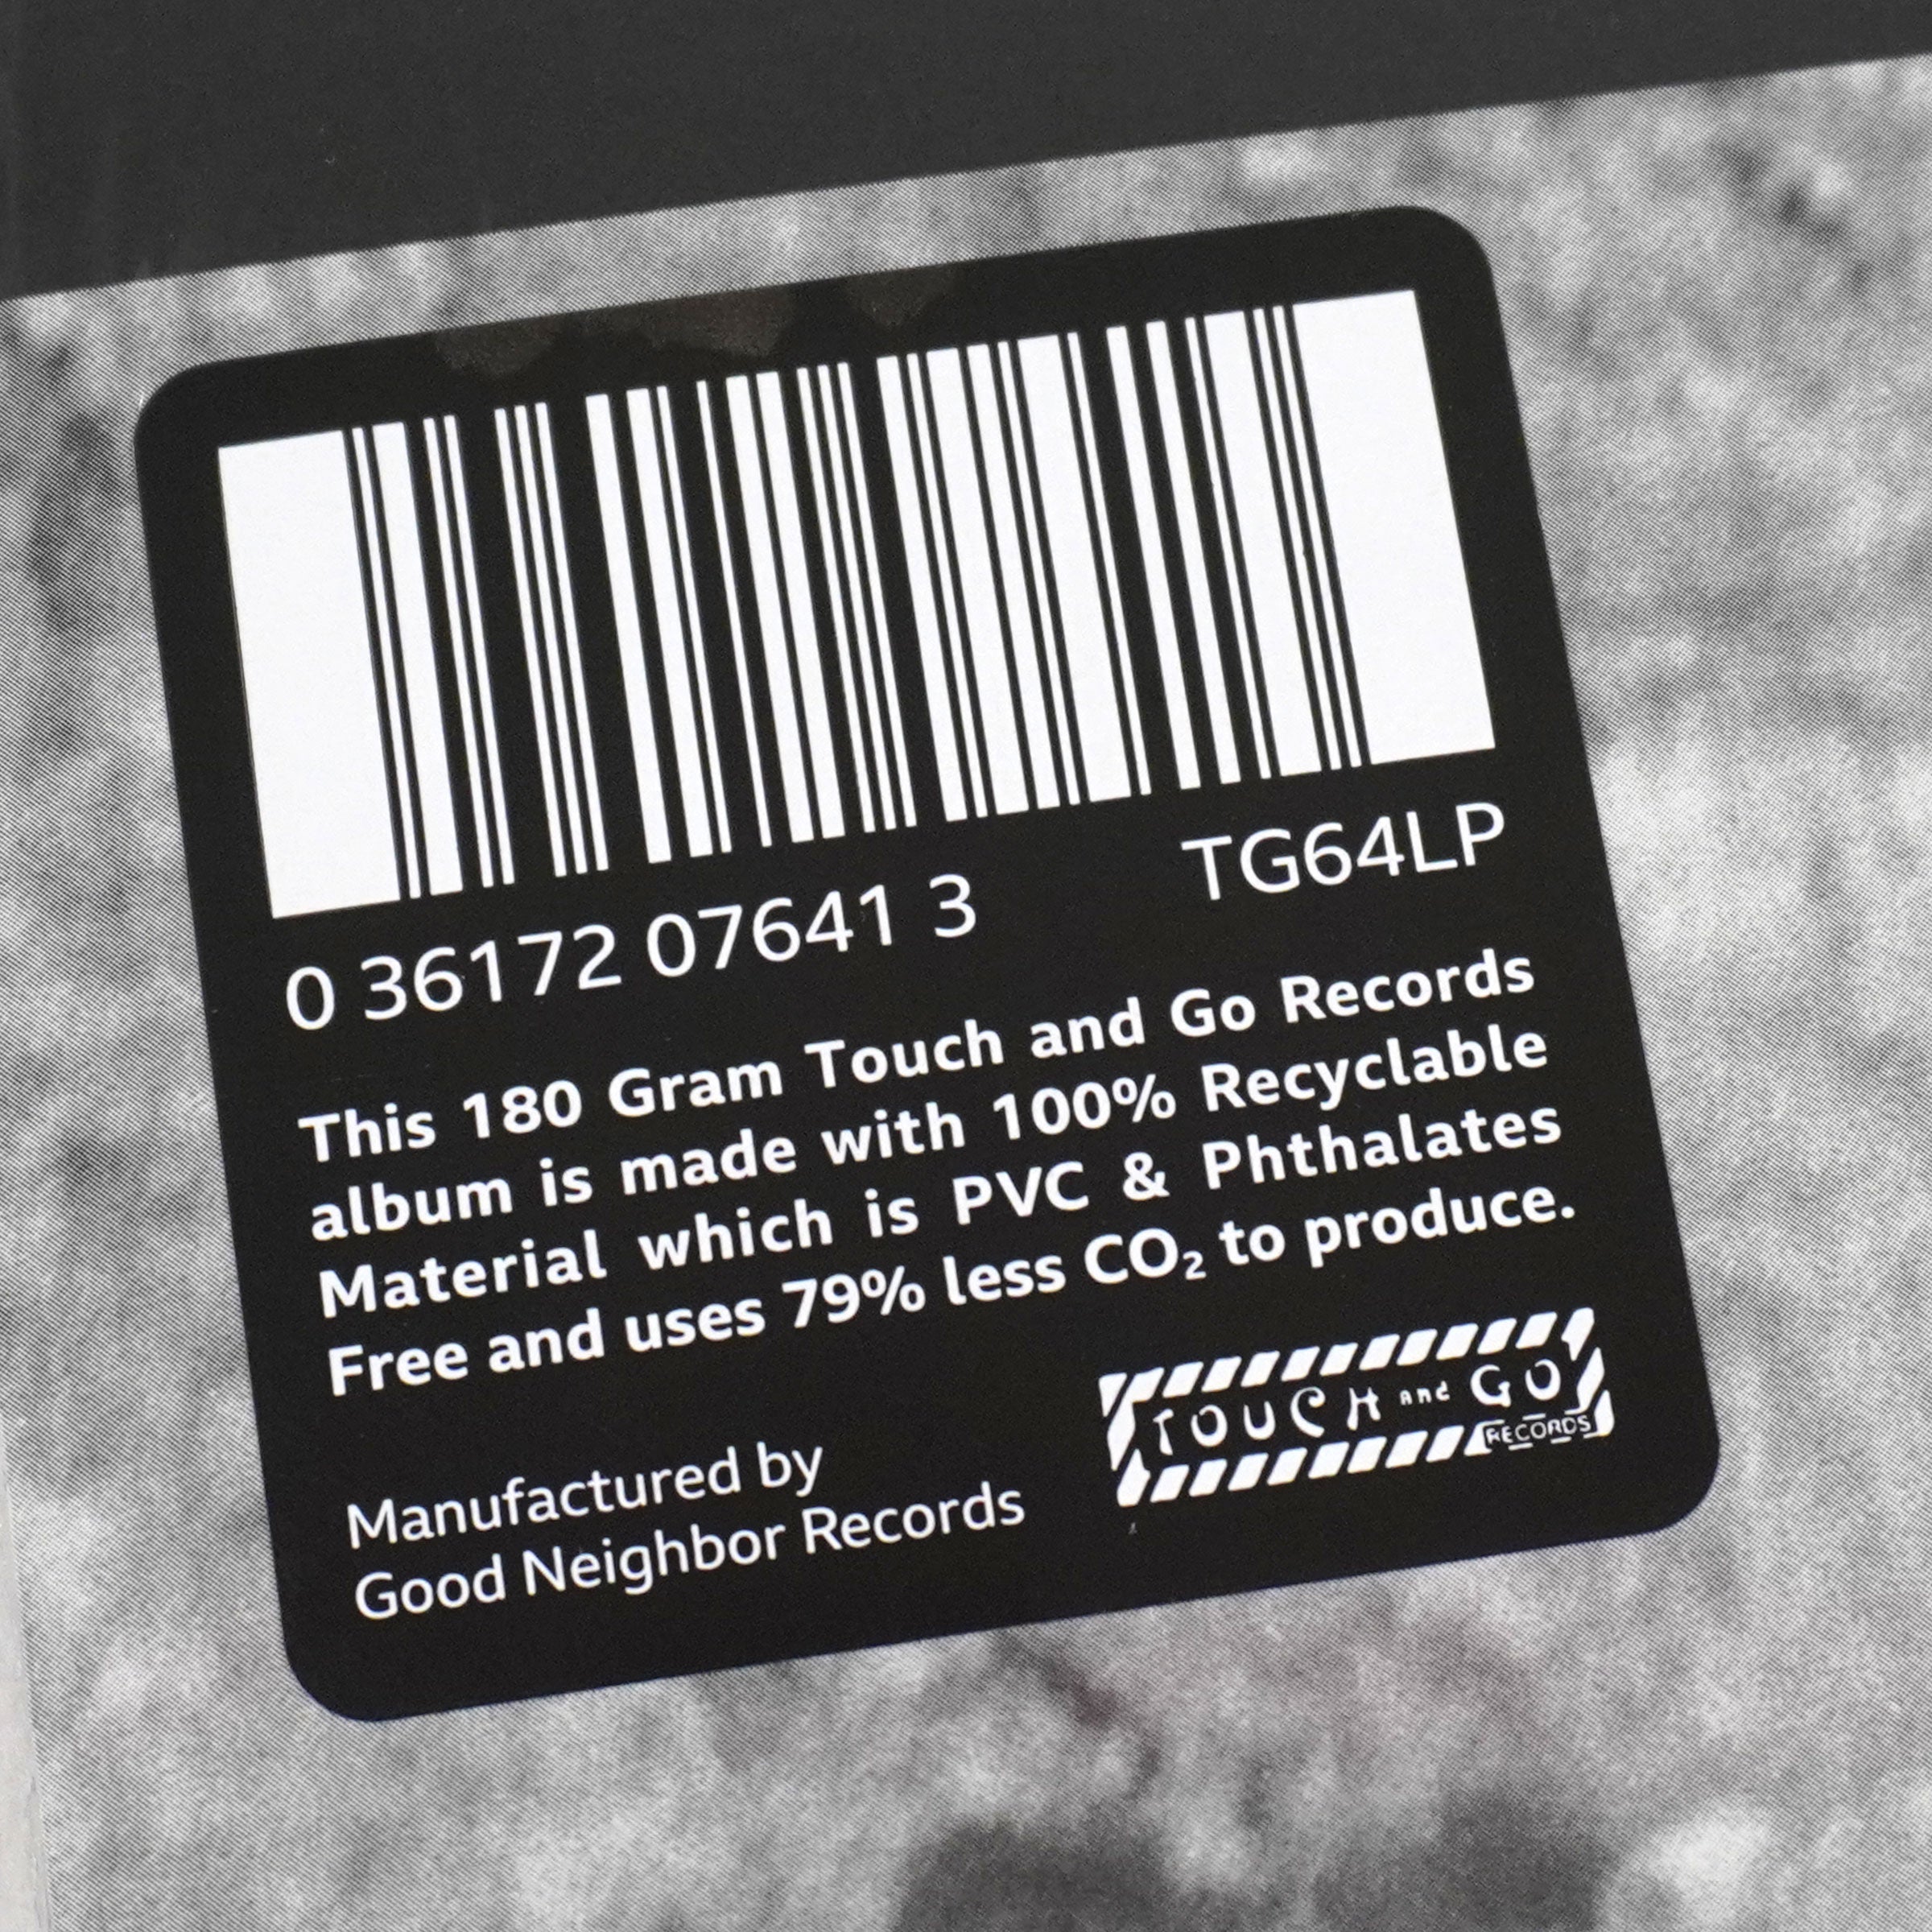 0 36172 07641 3 TG64LP
This 180 Gram Touch and Go Records
album is made with 100% Recyclable
Material which is PVC & Phthalates
Free and uses 79% less CO₂ to produce.
Manufactured by
Good Neighbor Records
TOUCH and GO
RECORDS